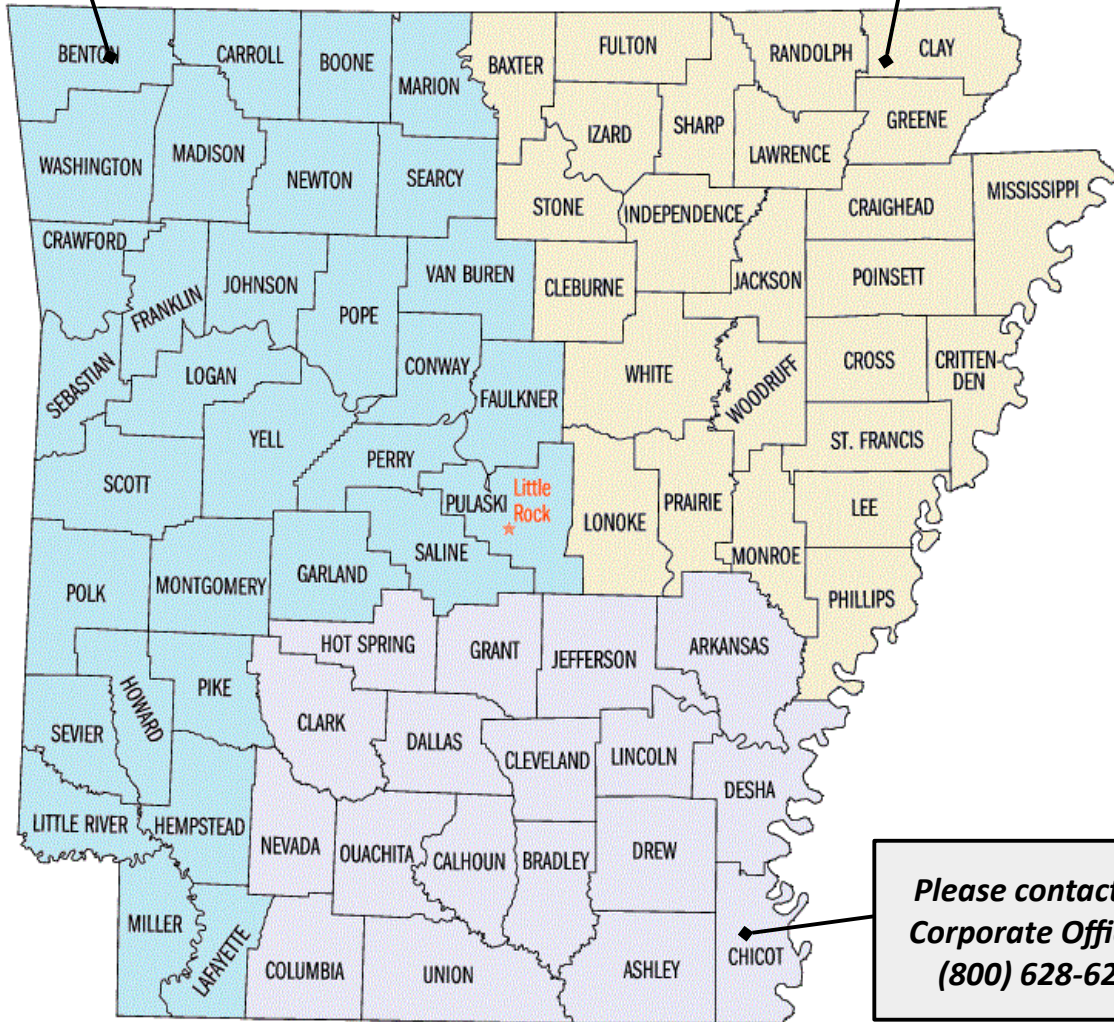 BENTON
CARROLL
BOONE
MARION
BAXTER
FULTON
RANDOLPH
CLAY
IZARD
SHARP
LAWRENCE
GREENE
WASHINGTON
MADISON
NEWTON
SEARCY
STONE
INDEPENDENCE
CRAIGHEAD
MISSISSIPPI
CRAWFORD
FRANKLIN
JOHNSON
POPE
VAN BUREN
CLEBURNE
JACKSON
POINSETT
SEBASTIAN
LOGAN
CONWAY
FAULKNER
WHITE
WOODRUFF
CROSS
CRITTEN-
DEN
YELL
PERRY
ST. FRANCIS
SCOTT
PULASKI
Little
Rock
LONOKE
PRAIRIE
LEE
POLK
MONTGOMERY
GARLAND
SALINE
MONROE
PHILLIPS
HOT SPRING
GRANT
JEFFERSON
ARKANSAS
HOWARD
PIKE
SEVIER
CLARK
DALLAS
CLEVELAND
LINCOLN
DESHA
LITTLE RIVER
HEMPSTEAD
NEVADA
OUACHITA
CALHOUN
BRADLEY
DREW
MILLER
LAFAYETTE
COLUMBIA
UNION
ASHLEY
CHICOT
Please contact
Corporate Offi
(800) 628-62